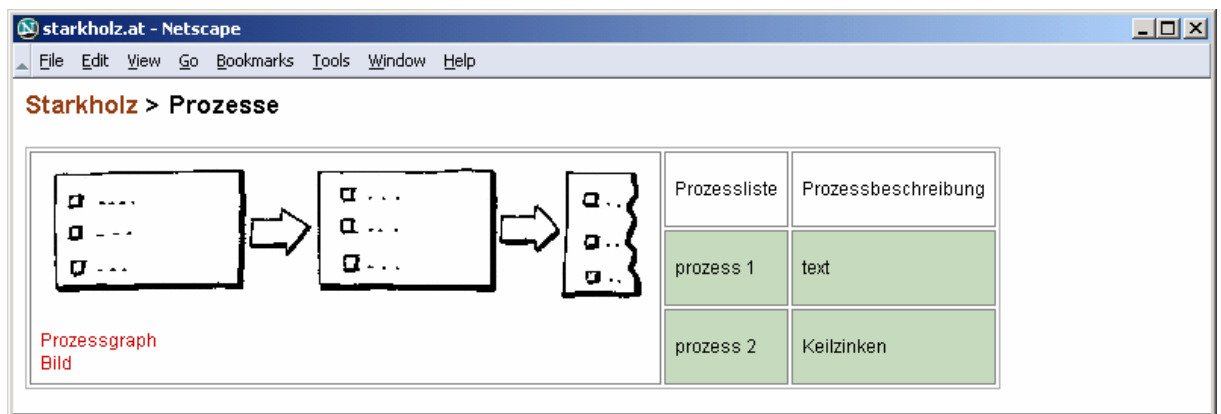 starkholz.at - Netscape
File Edit View Go Bookmarks Tools Window Help
Starkholz > Prozesse
Prozessgraph
Bild
Prozessliste Prozessbeschreibung
prozess 1 text
prozess 2 Keilzinken